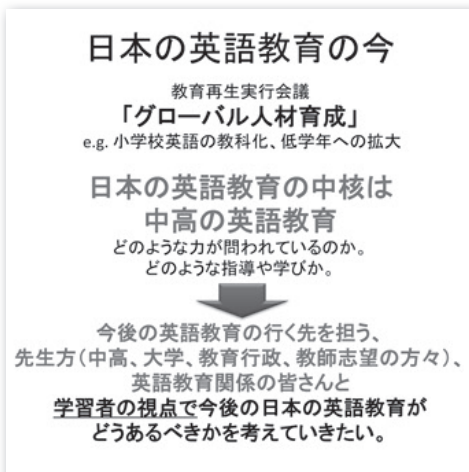 日本の英語教育の今
教育再生実行会議
「グローバル人材育成」
e.g. 小学校英語の教科化、低学年への拡大
日本の英語教育の中核は
中高の英語教育
どのような力が問われているのか。
どのような指導や学びか。
今後の英語教育の行く先を担う、
先生方（中高、大学、教育行政、教師志望の方々）、
英語教育関係の皆さんと
学習者の視点で今後の日本の英語教育が
どうあるべきかを考えていきたい。